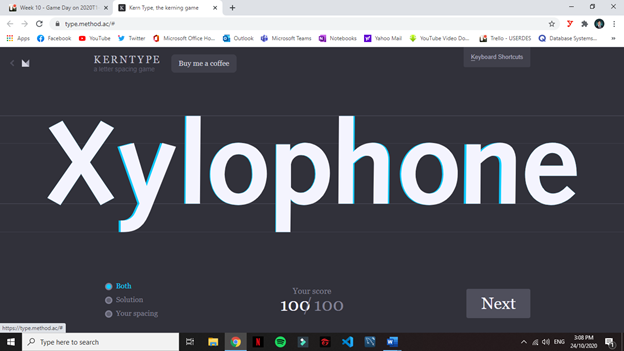 Week 10 - Game Day on 2020T1
Kern Type, the kerning game
type.method.ac/#
Apps Facebook YouTube Twitter Microsoft Office Ho... Outlook Microsoft Teams Notebooks Yahoo Mail YouTube Video Do... Trello - USERDES Database Systems...
KERNTYPE
a letter spacing game
Buy me a coffee
Keyboard Shortcuts
Xylophone
Both
Solution
Your spacing
Your score
100/100
Next
https://type.method.ac/#
Type here to search
ENG
3:08 PM
24/10/2020